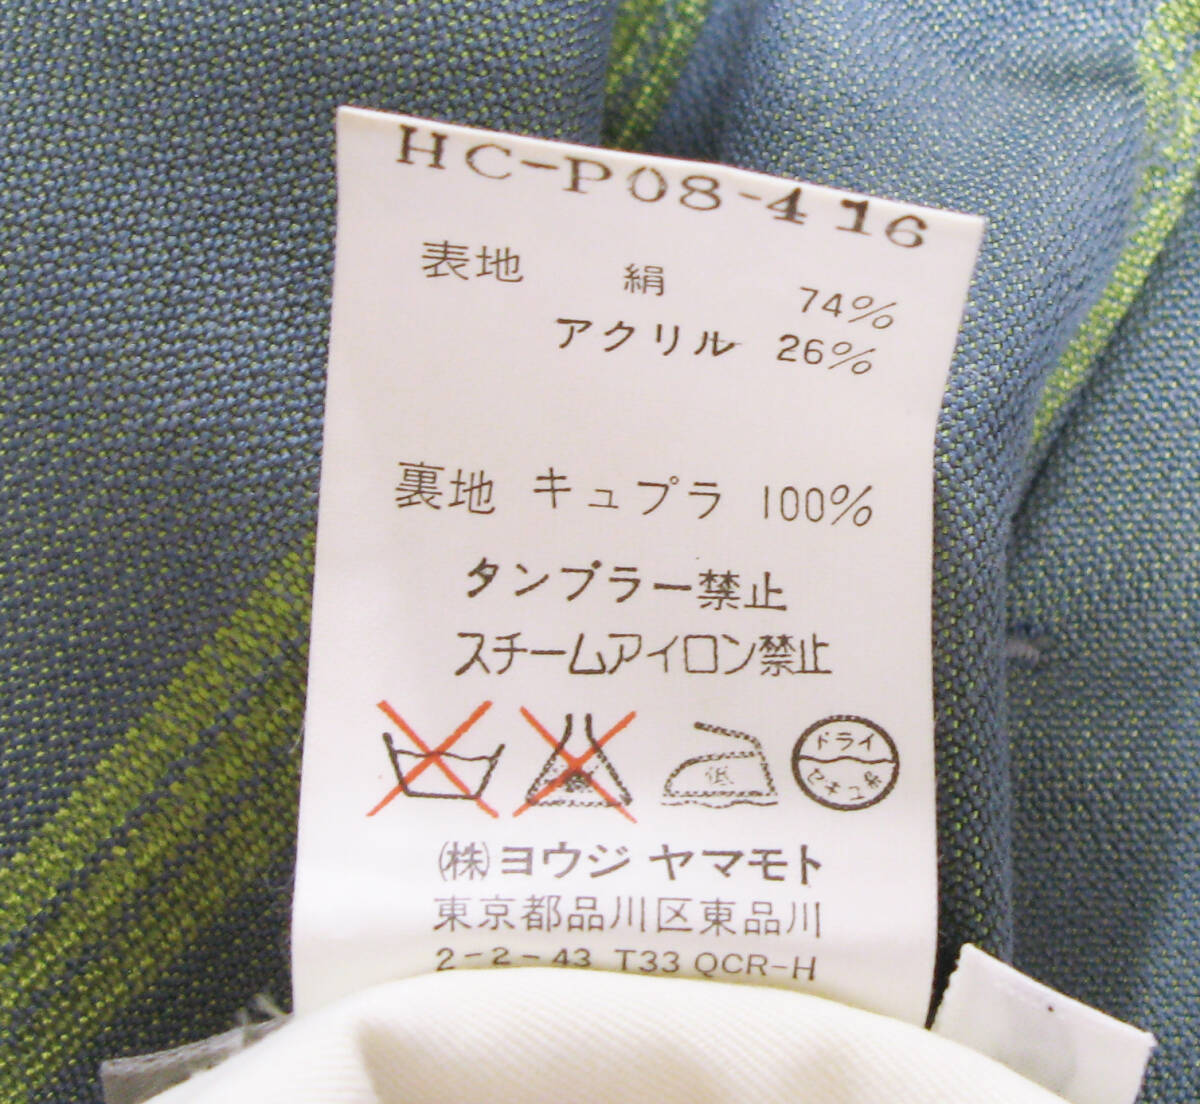 HC-P08-416
表地 絹 74%
アクリル 26%
裏地 キュプラ 100%
タンブラー禁止
スチームアイロン禁止
低
ドライ
セキユ系
(株)ヨウジ ヤマモト
東京都品川区東品川
2-2-43 T33 QCR-H